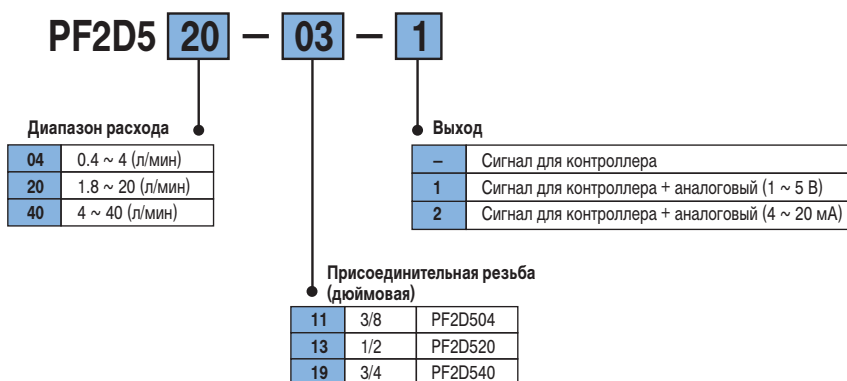 PF2D5 20 – 03 – 1
Диапазон расхода
04 0.4 ~ 4 (л/мин)
20 1.8 ~ 20 (л/мин)
40 4 ~ 40 (л/мин)
Выход
– Сигнал для контроллера
1 Сигнал для контроллера + аналоговый (1 ~ 5 В)
2 Сигнал для контроллера + аналоговый (4 ~ 20 мА)
Присоединительная резьба
(дюймовая)
11 3/8 PF2D504
13 1/2 PF2D520
19 3/4 PF2D540